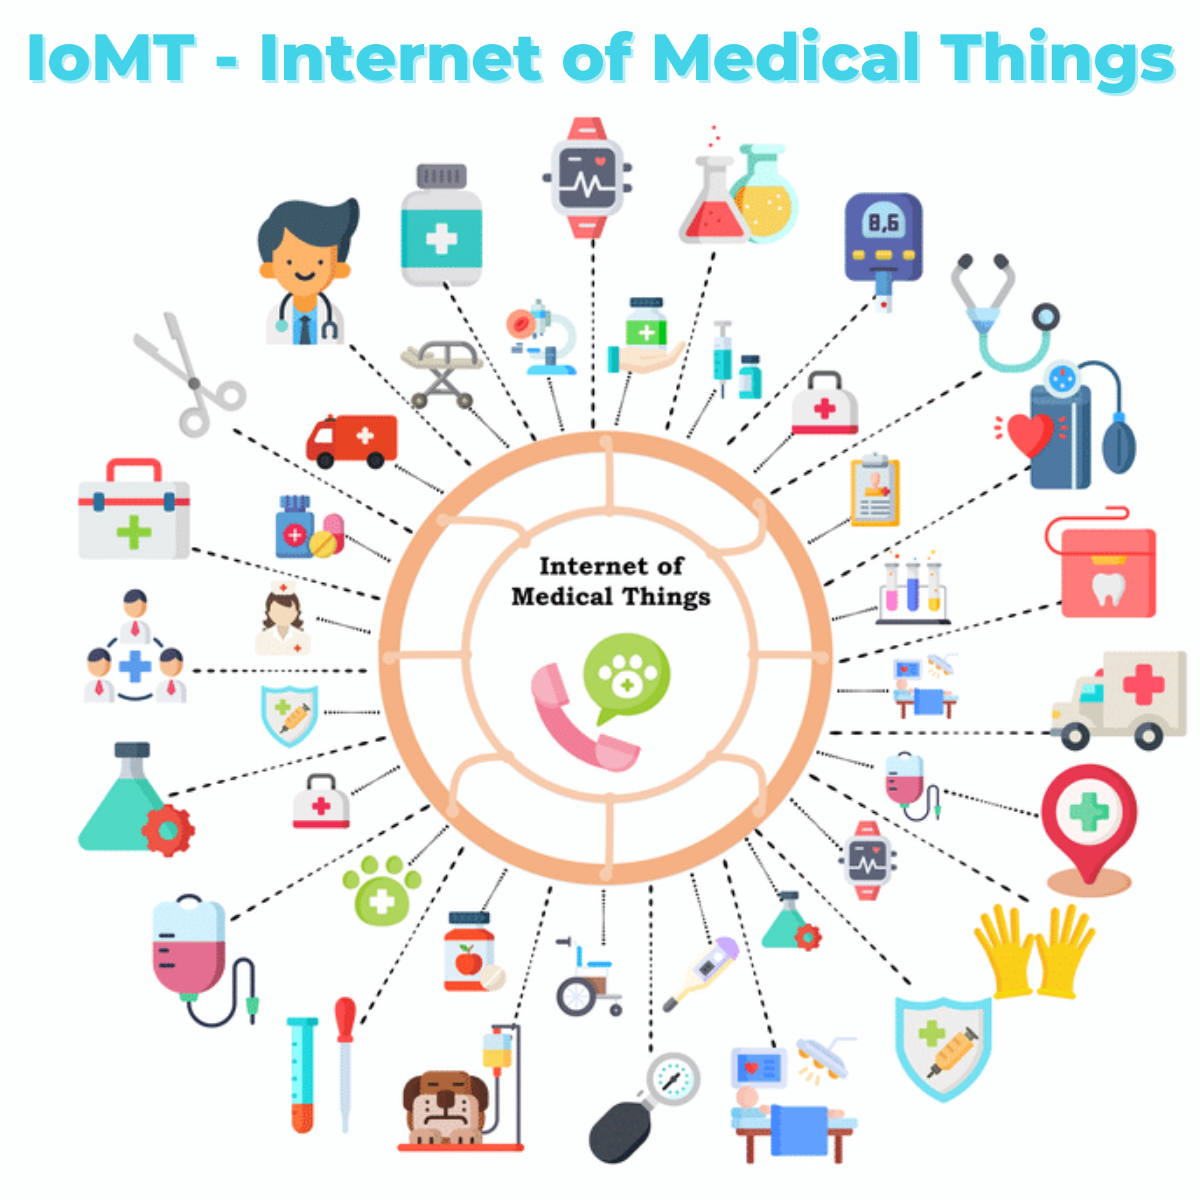 IoMT - Internet of Medical Things
8,6
Internet of
Medical Things